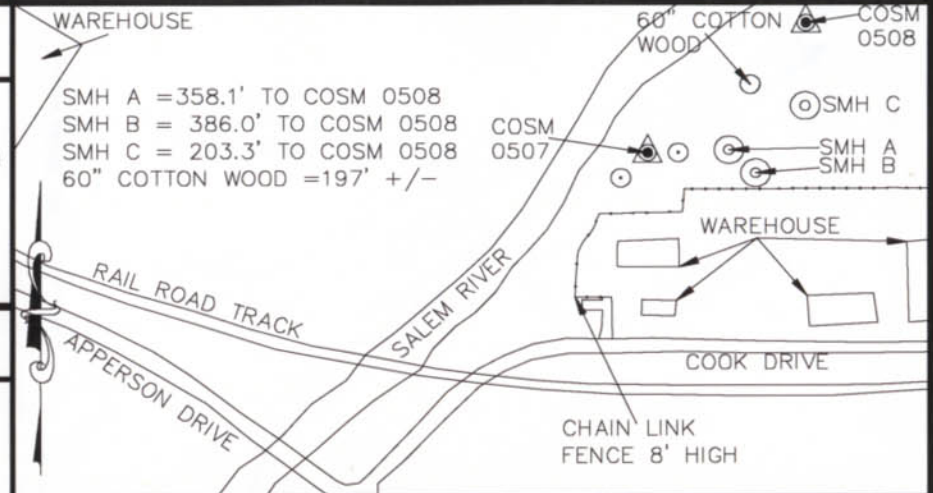 WAREHOUSE
60" COTTON
WOOD
COSM
0508
SMH A =358.1' TO COSM 0508
SMH B = 386.0' TO COSM 0508
SMH C = 203.3' TO COSM 0508
60" COTTON WOOD =197' +/-
COSM
0507
SMH C
SMH A
SMH B
WAREHOUSE
RAIL ROAD TRACK
SALEM RIVER
APPERSON DRIVE
COOK DRIVE
CHAIN LINK
FENCE 8' HIGH